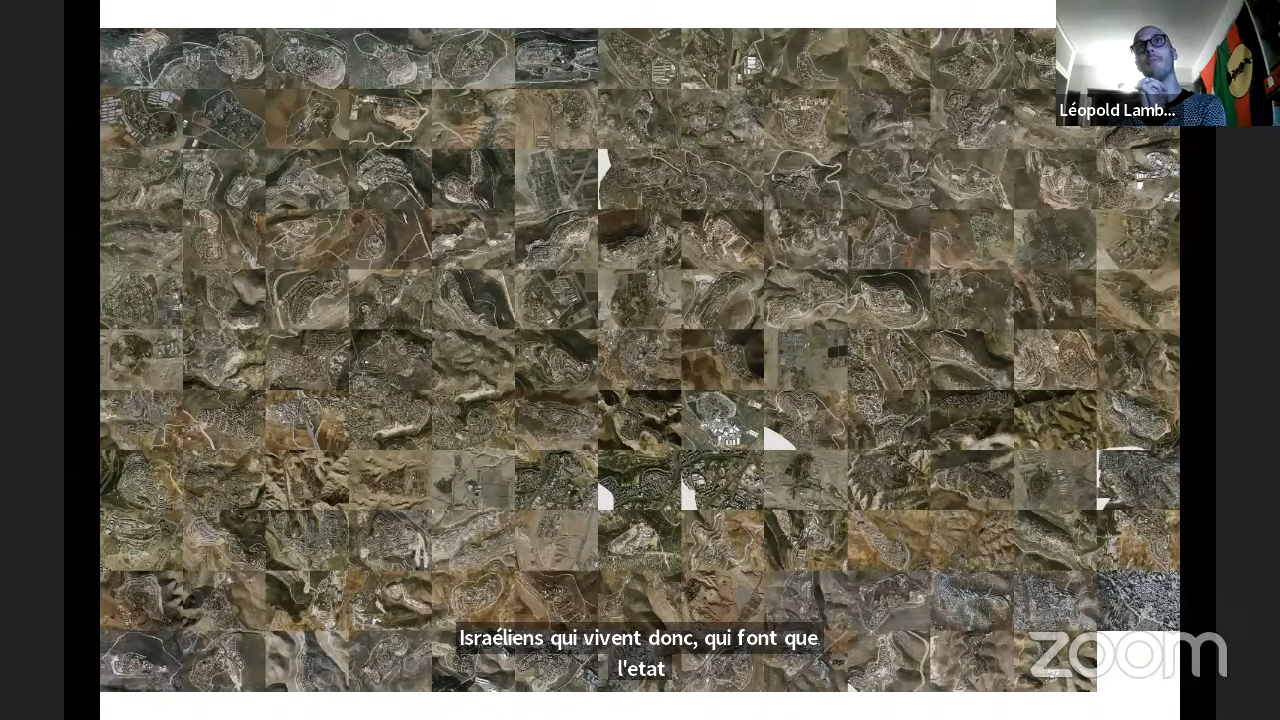 Léopold Lamb...
Israéliens qui vivent donc, qui font que
l'etat
zoom